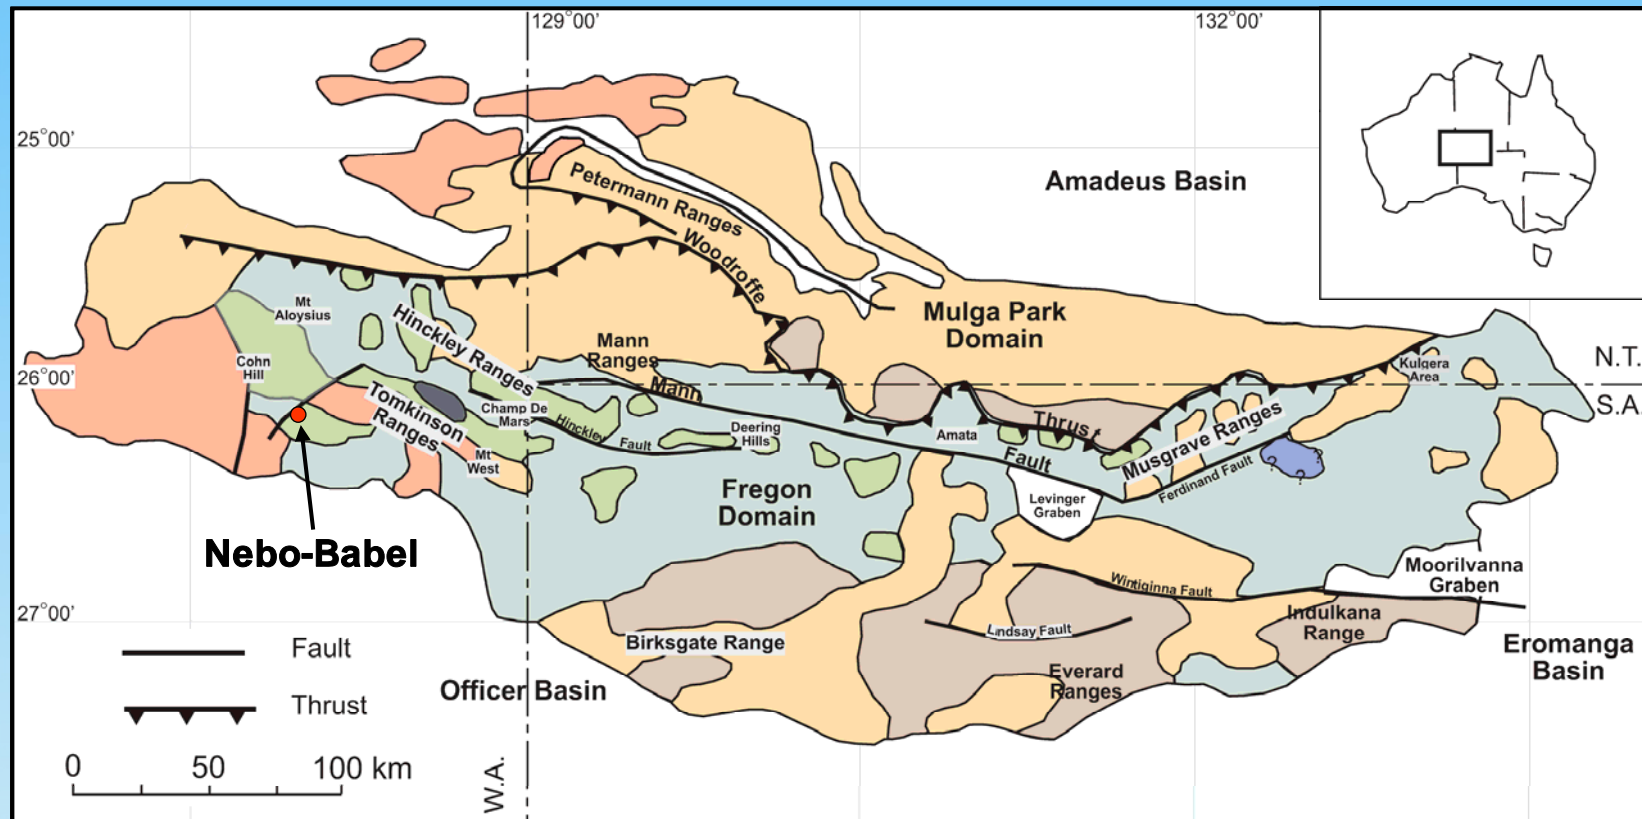 129°00'
132°00'
25°00'
Petermann Ranges
Amadeus Basin
Woodroffe
Mt
Aloysius
Hinckley Ranges
Mulga Park
Domain
Mann
Ranges
N.T.
Cohn
Hill
Kulgera
Area
26°00'
Mann
S.A.
Tomkinson
Ranges
Champ De
Mars
Hinckley
Fault
Deering
Hills
Amata
Thrust
Musgrave Ranges
Mt
West
Fault
Ferdinand Fault
?
?
?
Fregon
Domain
Levinger
Graben
Nebo-Babel
Moorilvanna
Graben
Wintiginna Fault
27°00'
Indulkana
Range
Lindsay Fault
Birksgate Range
Eromanga
Basin
Fault
Everard
Ranges
Officer Basin
Thrust
0
50
100 km
W.A.